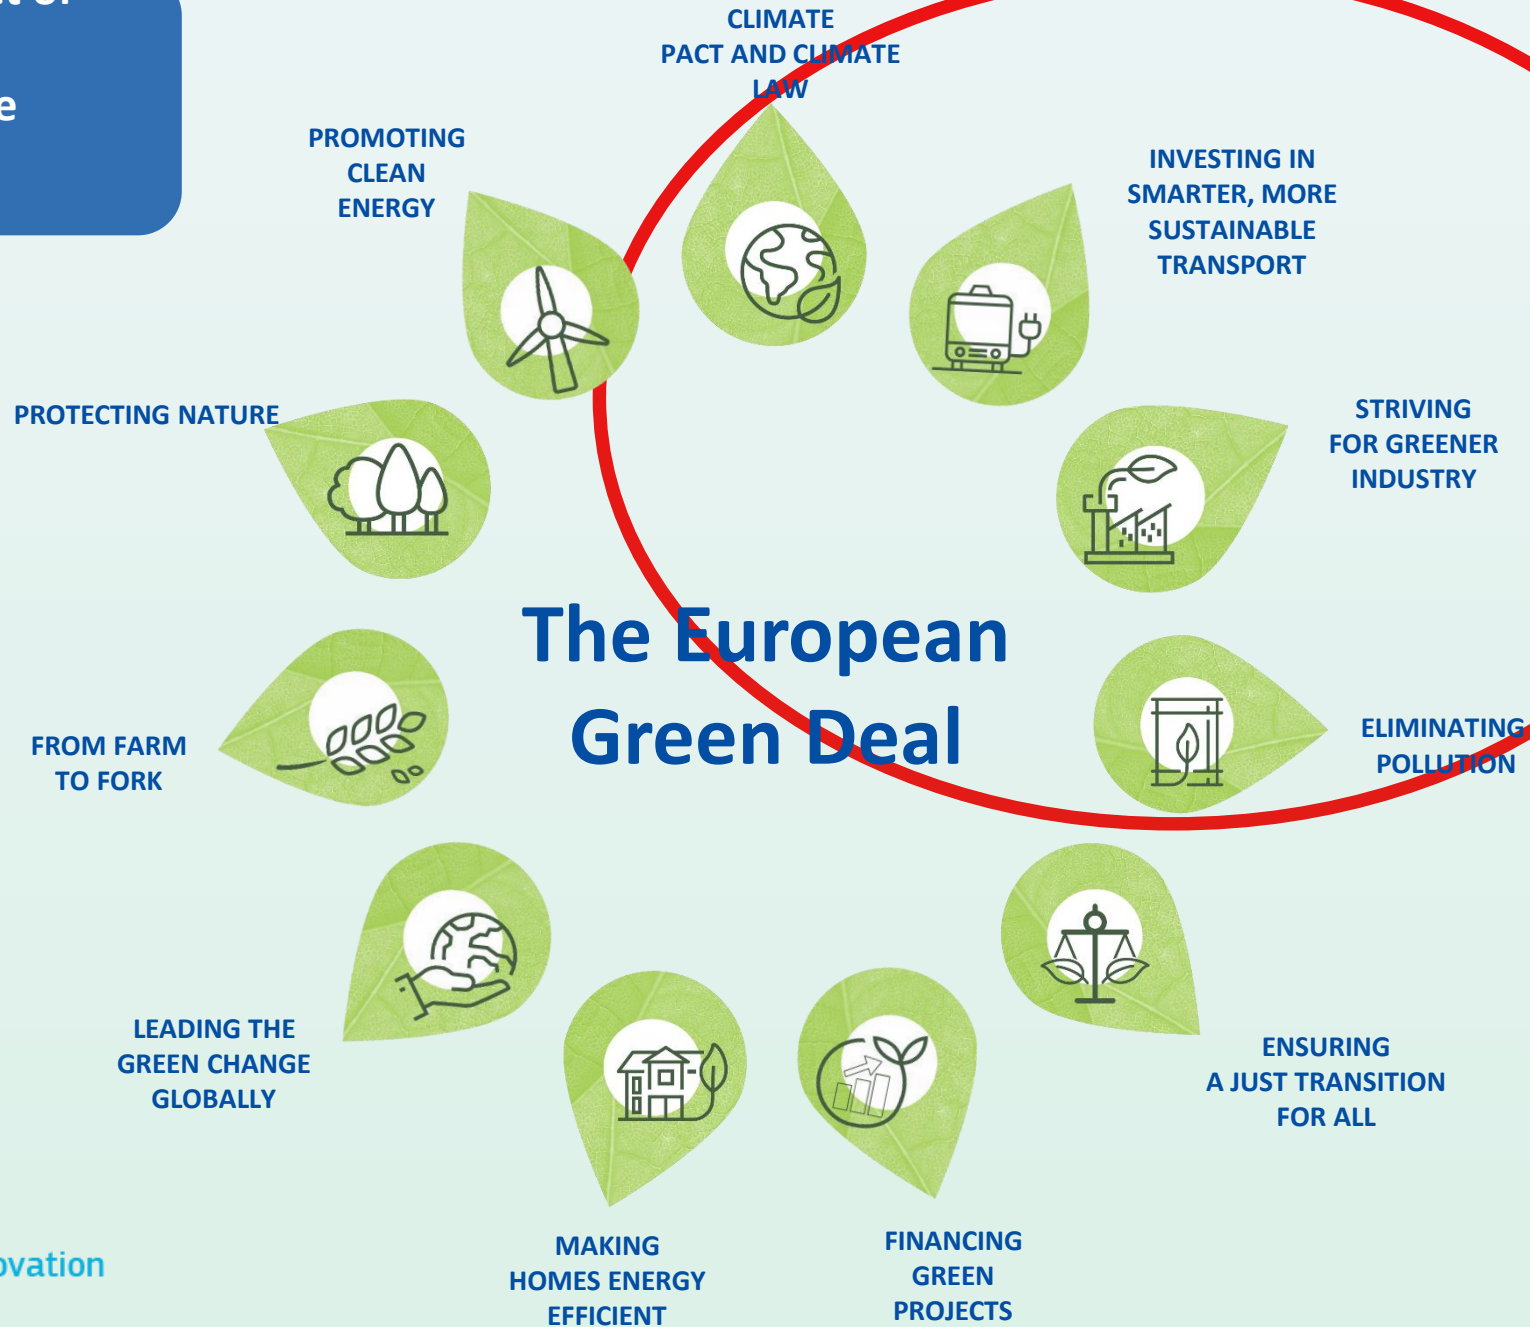 e
CLIMATE
PACT AND CLIMATE
LAW
PROMOTING
CLEAN
ENERGY
INVESTING IN
SMARTER, MORE
SUSTAINABLE
TRANSPORT
PROTECTING NATURE
STRIVING
FOR GREENER
INDUSTRY
The European
Green Deal
FROM FARM
TO FORK
ELIMINATING
POLLUTION
LEADING THE
GREEN CHANGE
GLOBALLY
ENSURING
A JUST TRANSITION
FOR ALL
MAKING
HOMES ENERGY
EFFICIENT
FINANCING
GREEN
PROJECTS
ovation